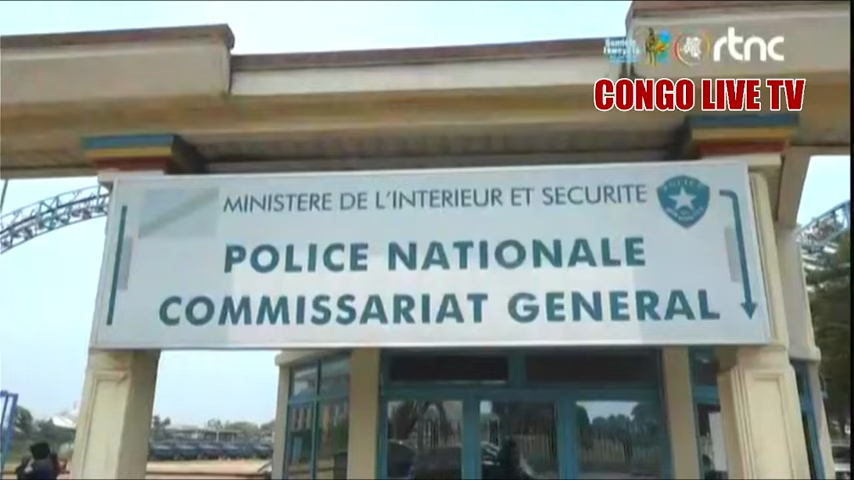 rtnc
CONGO LIVE TV
MINISTERE DE L'INTERIEUR ET SECURITE
POLICE NATIONALE
COMMISSARIAT GENERAL